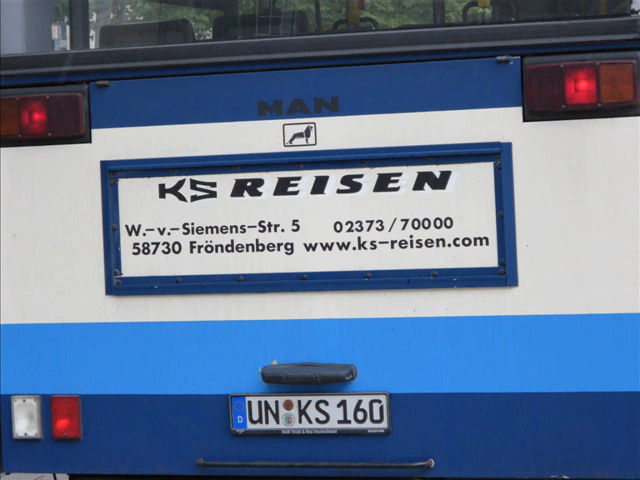 MAN
KS REISEN
W.-v.-Siemens-Str. 5 02373/70000
58730 Fröndenberg www.ks-reisen.com
UN KS 160
D